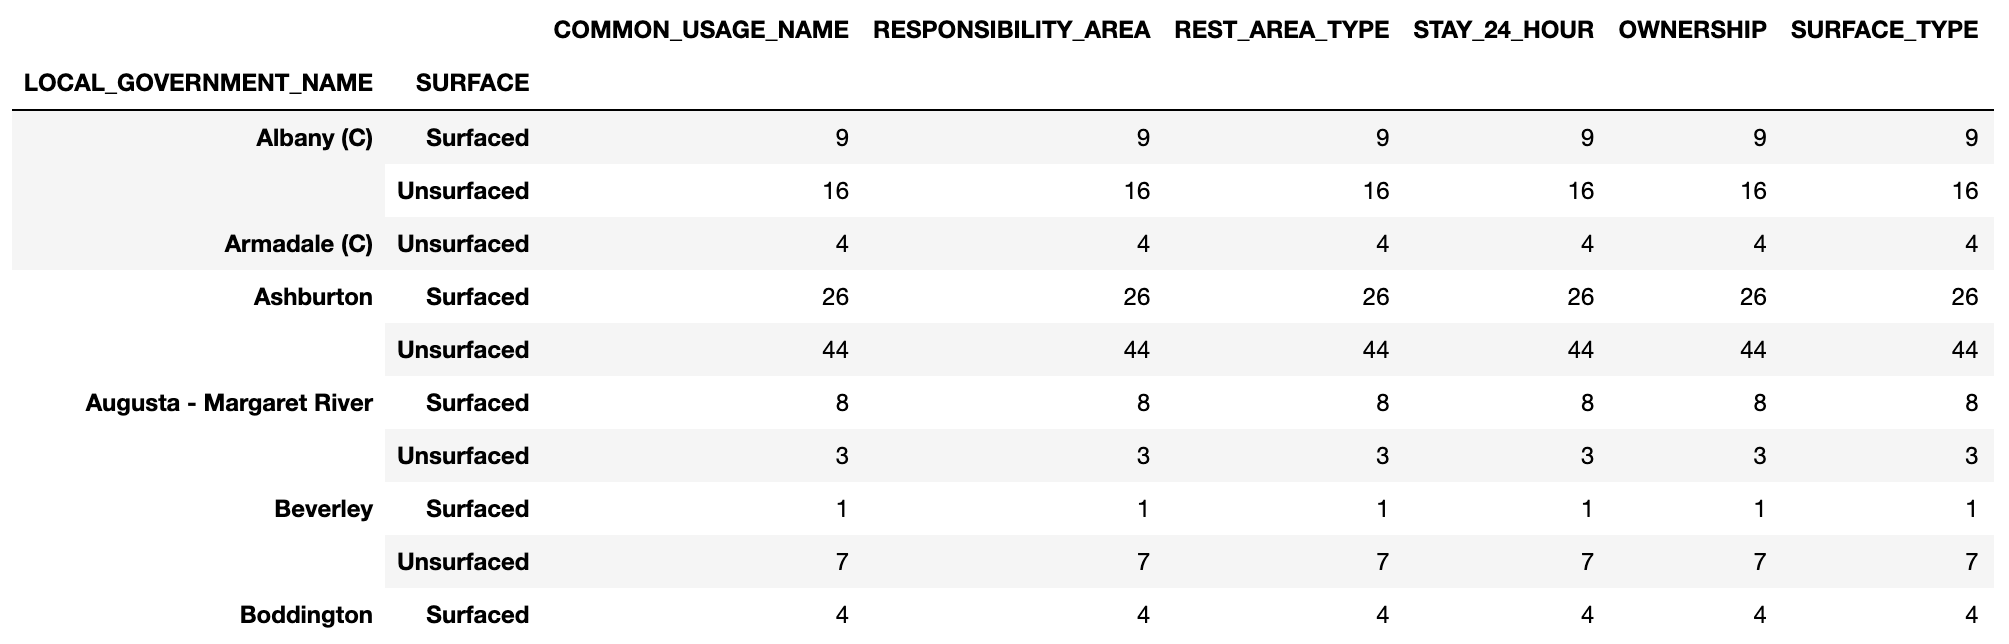 COMMON_USAGE_NAME RESPONSIBILITY_AREA REST_AREA_TYPE STAY_24_HOUR OWNERSHIP SURFACE_TYPE
LOCAL_GOVERNMENT_NAME SURFACE
Albany (C) Surfaced 9 9 9 9 9 9
Unsurfaced 16 16 16 16 16 16
Armadale (C) Unsurfaced 4 4 4 4 4 4
Ashburton Surfaced 26 26 26 26 26 26
Unsurfaced 44 44 44 44 44 44
Augusta - Margaret River Surfaced 8 8 8 8 8 8
Unsurfaced 3 3 3 3 3 3
Beverley Surfaced 1 1 1 1 1 1
Unsurfaced 7 7 7 7 7 7
Boddington Surfaced 4 4 4 4 4 4